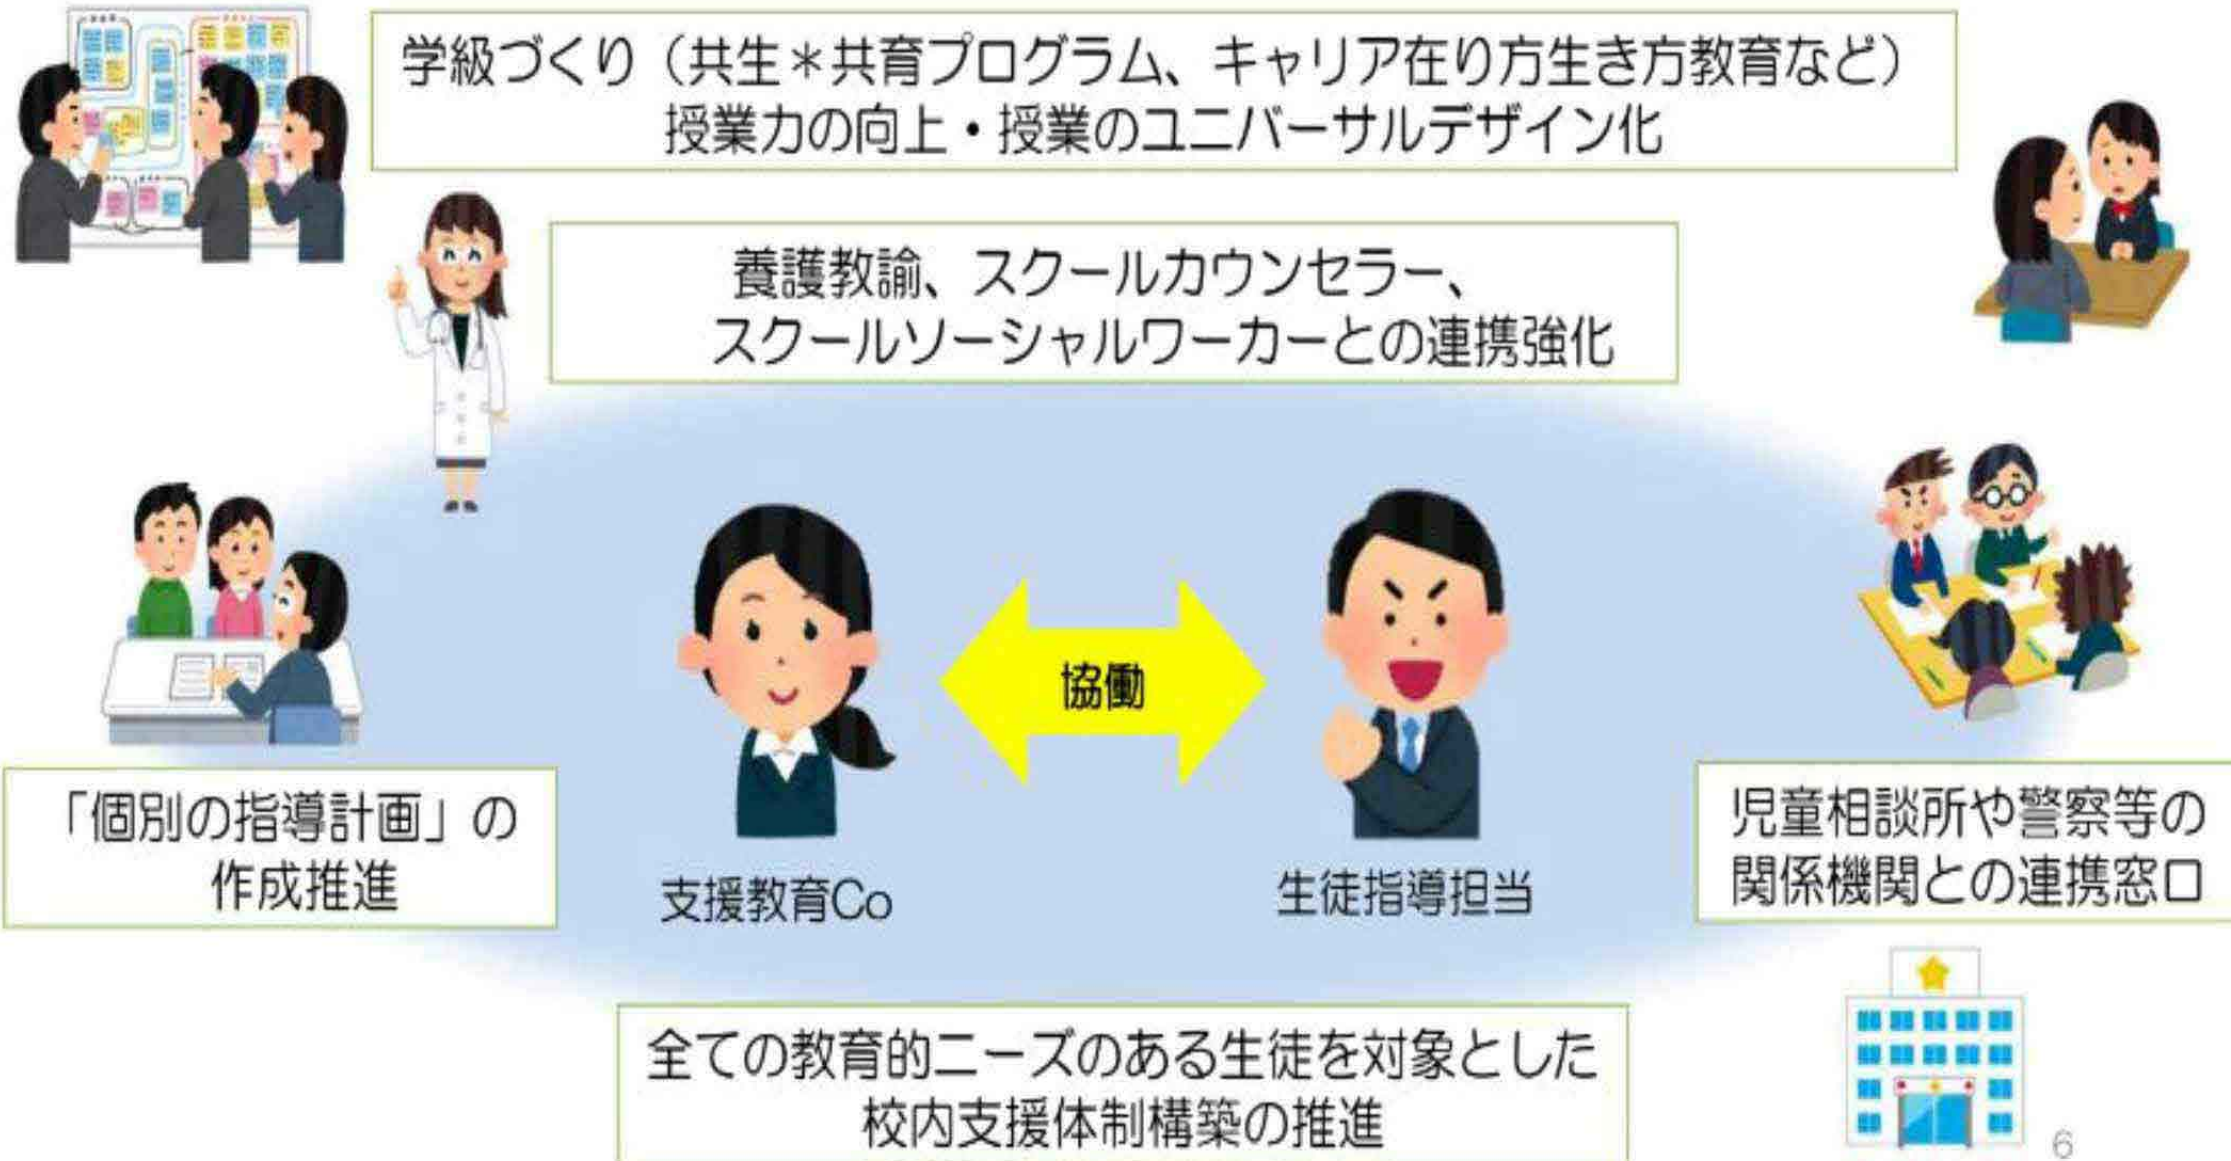 学級づくり（共生＊共育プログラム、キャリア在り方生き方教育など）
授業力の向上・授業のユニバーサルデザイン化
養護教諭、スクールカウンセラー、
スクールソーシャルワーカーとの連携強化
協働
「個別の指導計画」の
作成推進
支援教育Co
生徒指導担当
児童相談所や警察等の
関係機関との連携窓口
全ての教育的ニーズのある生徒を対象とした
校内支援体制構築の推進
6